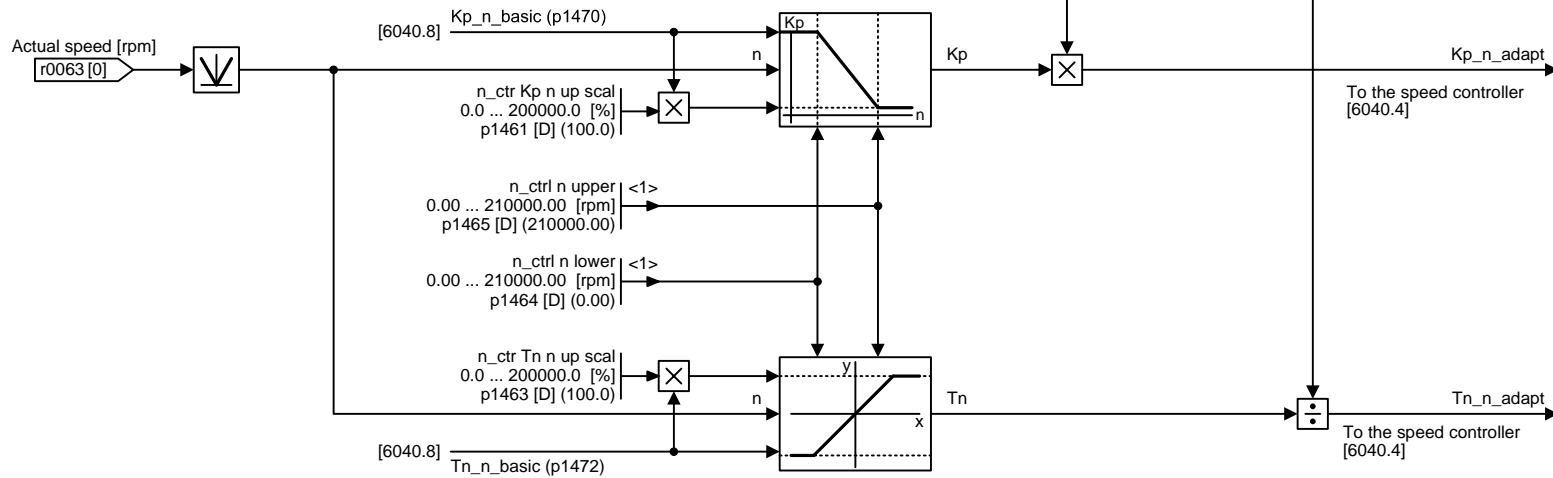 Kp_n_basic (p1470)
[6040.8]
Kp
Actual speed [rpm]
r0063 [0]
n
Kp
Kp_n_adapt
n_ctr Kp n up scal
0.0 ... 200000.0 [%]
p1461 [D] (100.0)
n
To the speed controller
[6040.4]
n_ctrl n upper
<1>
0.00 ... 210000.00 [rpm]
p1465 [D] (210000.00)
n_ctrl n lower
<1>
0.00 ... 210000.00 [rpm]
p1464 [D] (0.00)
n_ctr Tn n up scal
0.0 ... 200000.0 [%]
p1463 [D] (100.0)
y
n
x
Tn
Tn_n_adapt
To the speed controller
[6040.4]
[6040.8]
Tn_n_basic (p1472)